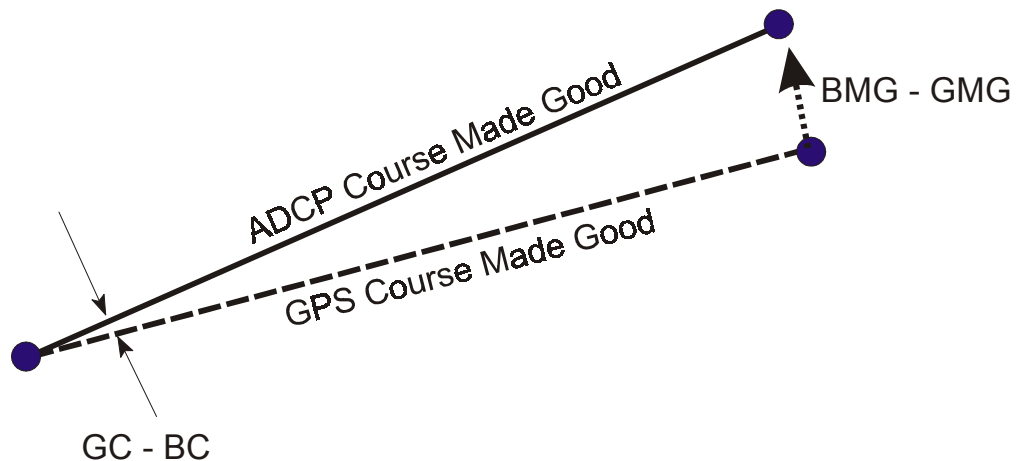 ADCP Course Made Good
BMG - GMG
GPS Course Made Good
GC - BC